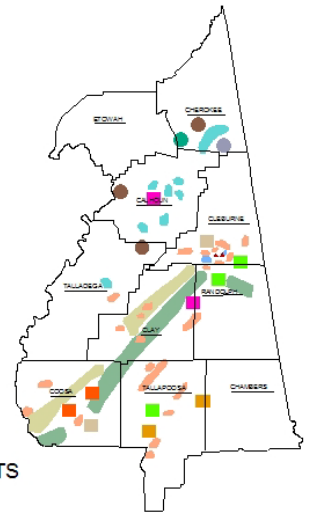 CHEROKEE
ETOWAH
CALHOUN
CLEBURNE
TALLADEGA
RANDOLPH
CLAY
COOSA
TALLAPOOSA
CHAMBERS
TS